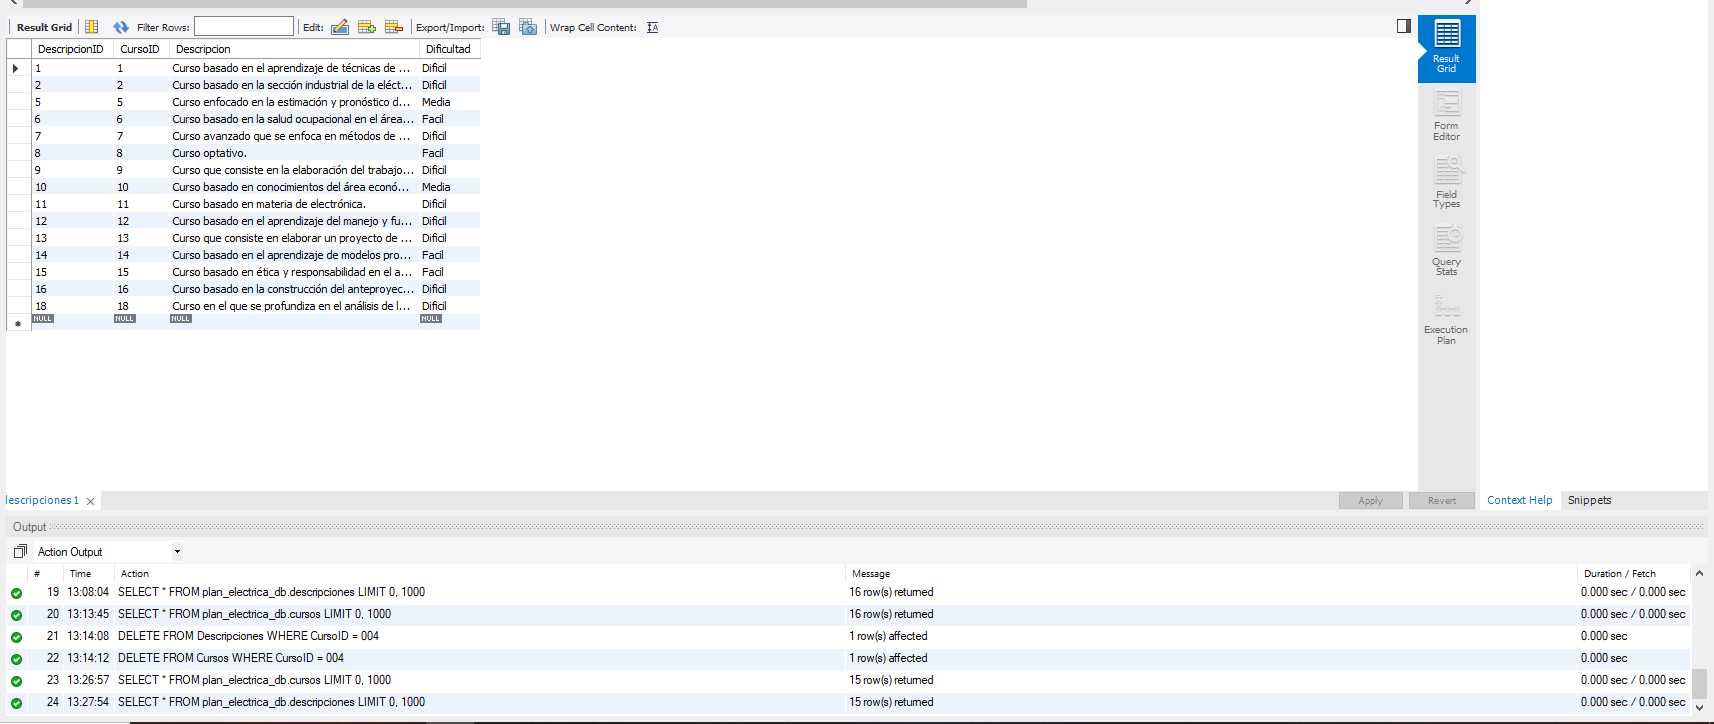 Result Grid Filter Rows: Edit: Export/Import: Wrap Cell Content:
DescripcionID CursoID Descripcion Dificultad
1 1 Curso basado en el aprendizaje de técnicas de ... Dificil
2 2 Curso basado en la sección industrial de la eléct... Dificil
5 5 Curso enfocado en la estimación y pronóstico d... Media
6 6 Curso basado en la salud ocupacional en el área... Facil
7 7 Curso avanzado que se enfoca en métodos de ... Dificil
8 8 Curso optativo. Facil
9 9 Curso que consiste en la elaboración del trabajo... Dificil
10 10 Curso basado en conocimientos del área econó... Media
11 11 Curso basado en materia de electrónica. Dificil
12 12 Curso basado en el aprendizaje del manejo y fu... Dificil
13 13 Curso que consiste en elaborar un proyecto de ... Dificil
14 14 Curso basado en el aprendizaje de modelos pro... Facil
15 15 Curso basado en ética y responsabilidad en el a... Facil
16 16 Curso basado en la construcción del anteproyec... Dificil
18 18 Curso en el que se profundiza en el análisis de l... Dificil
NULL NULL NULL NULL
Result
Grid
Form
Editor
Field
Types
Query
Stats
Execution
Plan
descripciones 1
Apply Revert Context Help Snippets
Output
Action Output
# Time Action Message Duration / Fetch
19 13:08:04 SELECT * FROM plan_electrica_db.descripciones LIMIT 0, 1000 16 row(s) returned 0.000 sec / 0.000 sec
20 13:13:45 SELECT * FROM plan_electrica_db.cursos LIMIT 0, 1000 16 row(s) returned 0.000 sec / 0.000 sec
21 13:14:08 DELETE FROM Descripciones WHERE CursoID = 004 1 row(s) affected 0.000 sec
22 13:14:12 DELETE FROM Cursos WHERE CursoID = 004 1 row(s) affected 0.000 sec
23 13:26:57 SELECT * FROM plan_electrica_db.cursos LIMIT 0, 1000 15 row(s) returned 0.000 sec / 0.000 sec
24 13:27:54 SELECT * FROM plan_electrica_db.descripciones LIMIT 0, 1000 15 row(s) returned 0.000 sec / 0.000 sec